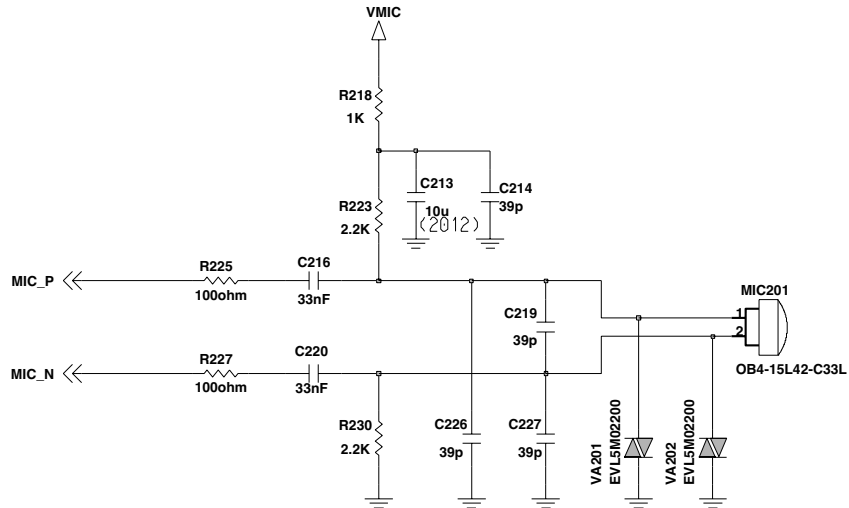 VMIC
R218
1K
C213
10u
(2012)
C214
39p
R223
2.2K
MIC_P
R225
100ohm
C216
33nF
MIC201
1
2
OB4-15L42-C33L
C219
39p
MIC_N
R227
100ohm
C220
33nF
R230
2.2K
C226
39p
C227
39p
VA201
EVL5M02200
VA202
EVL5M02200